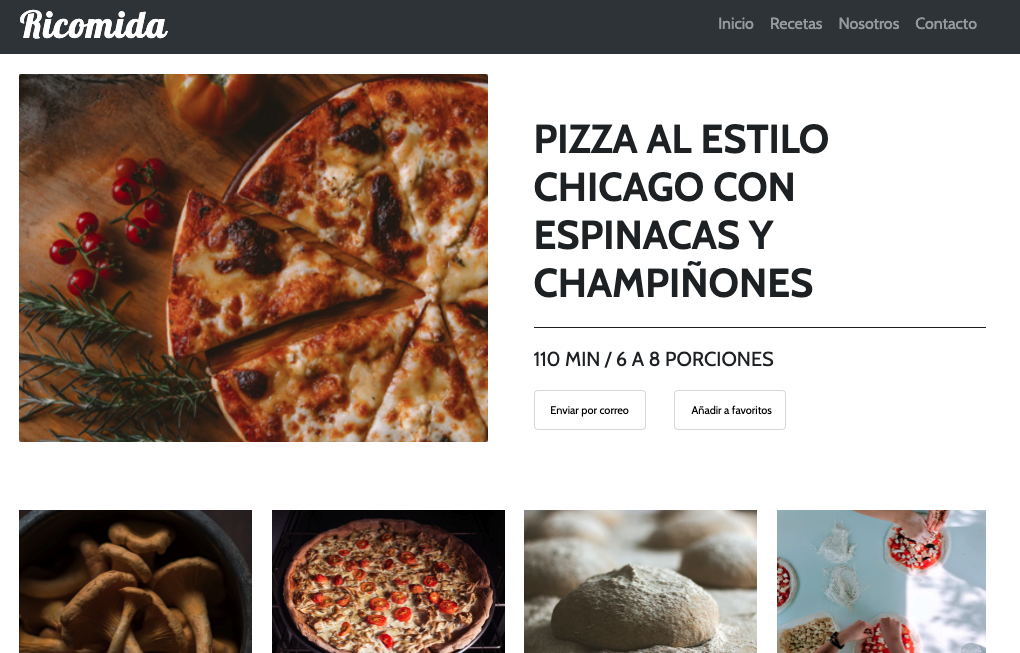 Ricomida
Inicio Recetas Nosotros Contacto
PIZZA AL ESTILO
CHICAGO CON
ESPINACAS Y
CHAMPIÑONES
110 MIN / 6 A 8 PORCIONES
Enviar por correo
Añadir a favoritos